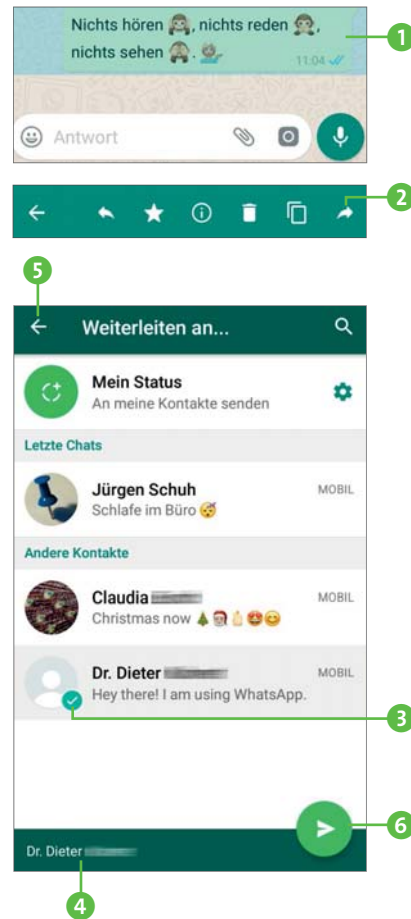 Nichts hören 🙉, nichts reden 🙊,
nichts sehen 🙈. 
11:04
1
Antwort
2
5
Weiterleiten an...
Mein Status
An meine Kontakte senden
Letzte Chats
Jürgen Schuh MOBIL
Schlafe im Büro 😴
Andere Kontakte
Claudia MOBIL
Christmas now 🎄🎅🕯️🤩😊
Dr. Dieter MOBIL
Hey there! I am using WhatsApp.
3
6
Dr. Dieter
4